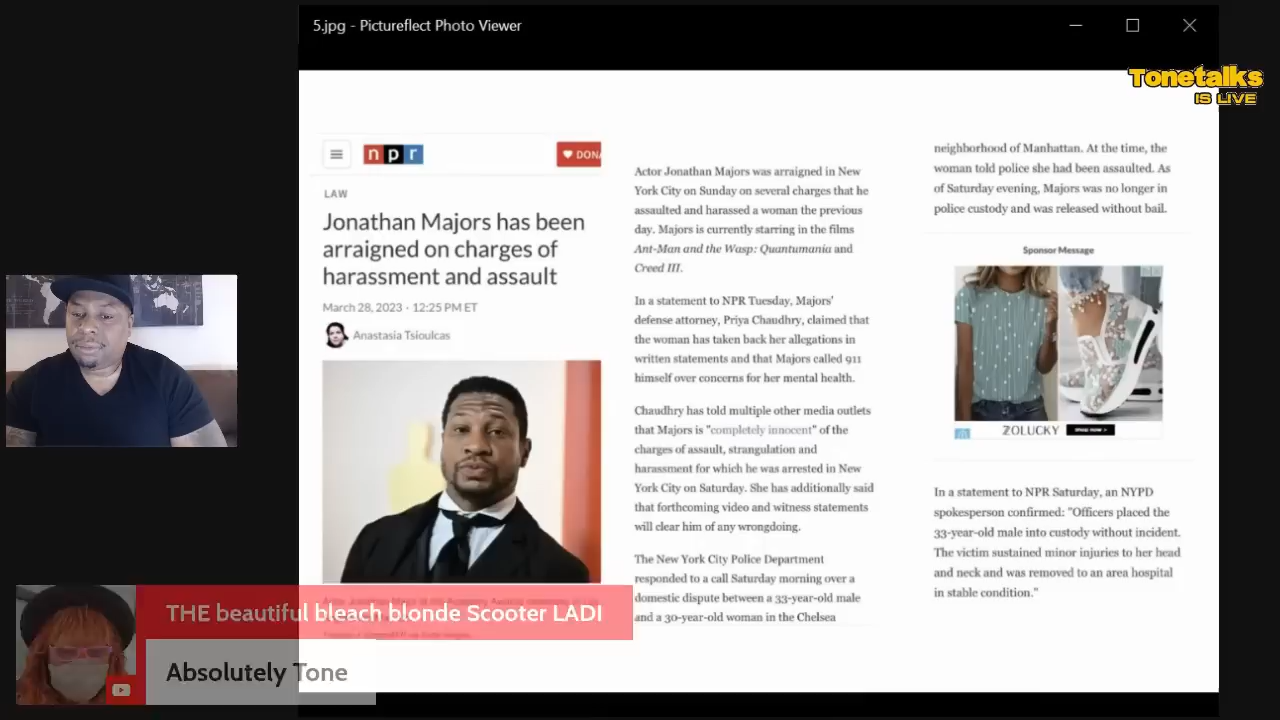 5.jpg - Pictureflect Photo Viewer
Tonetalks
IS LIVE
npr
DONA
LAW
Jonathan Majors has been
arraigned on charges of
harassment and assault
March 28, 2023 · 12:25 PM ET
Anastasia Tsioulcas
Actor Jonathan Majors was arraigned in New
York City on Sunday on several charges that he
assaulted and harassed a woman the previous
day. Majors is currently starring in the films
Ant-Man and the Wasp: Quantumania and
Creed III.
In a statement to NPR Tuesday, Majors'
defense attorney, Priya Chaudhry, claimed that
the woman has taken back her allegations in
written statements and that Majors called 911
himself over concerns for her mental health.
Chaudhry has told multiple other media outlets
that Majors is "completely innocent" of the
charges of assault, strangulation and
harassment for which he was arrested in New
York City on Saturday. She has additionally said
that forthcoming video and witness statements
will clear him of any wrongdoing.
The New York City Police Department
responded to a call Saturday morning over a
domestic dispute between a 33-year-old male
and a 30-year-old woman in the Chelsea
neighborhood of Manhattan. At the time, the
woman told police she had been assaulted. As
of Saturday evening, Majors was no longer in
police custody and was released without bail.
Sponsor Message
ZOLUCKY
SHOP NOW >
In a statement to NPR Saturday, an NYPD
spokesperson confirmed: "Officers placed the
33-year-old male into custody without incident.
The victim sustained minor injuries to her head
and neck and was removed to an area hospital
in stable condition."
THE beautiful bleach blonde Scooter LADI
Absolutely Tone